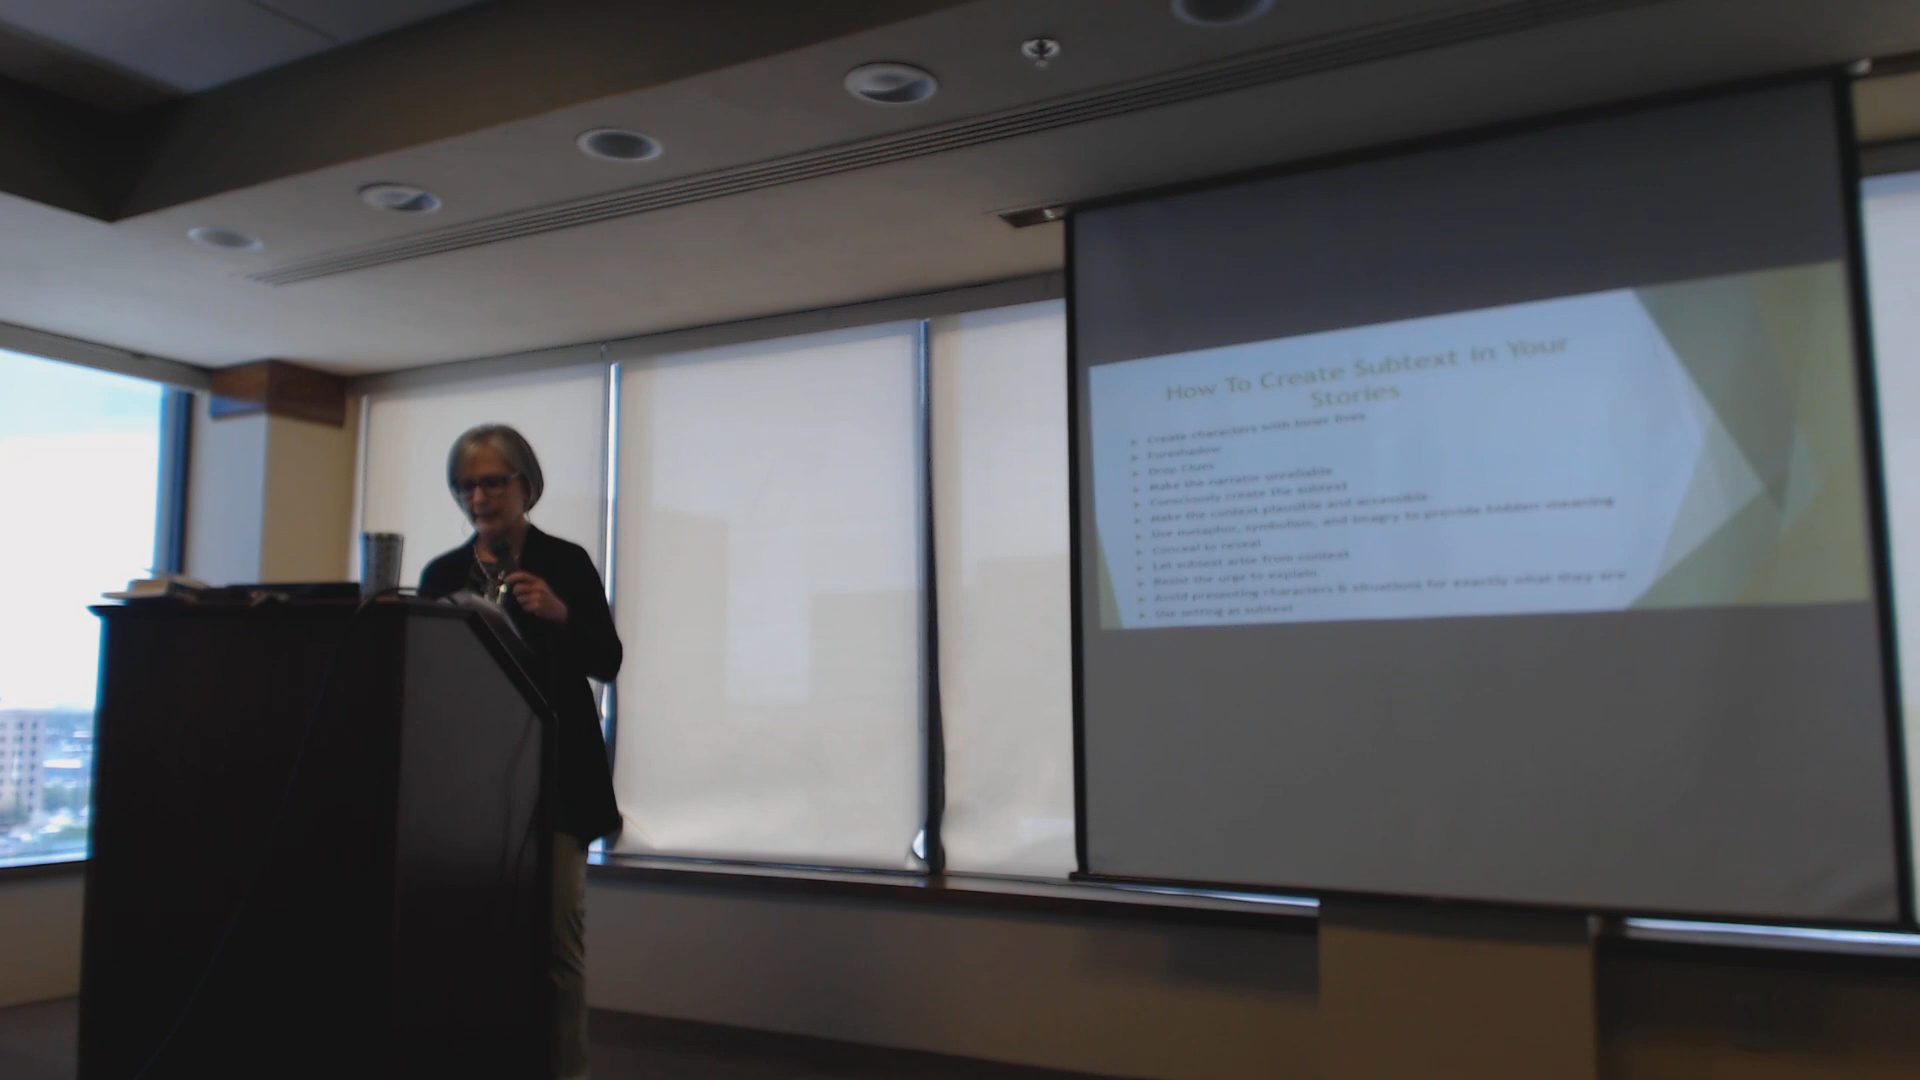 How To Create Subtext in Your
Stories
Create characters with inner lives
Foreshadow
Drop Clues
Make the narrator unreliable
Consciously create the subtext
Make the context plausible and accessible
Use metaphor, symbolism, and imagry to provide hidden meaning
Conceal to reveal
Let subtext arise from context
Resist the urge to explain
Avoid presenting characters & situations for exactly what they are
Use setting as subtext